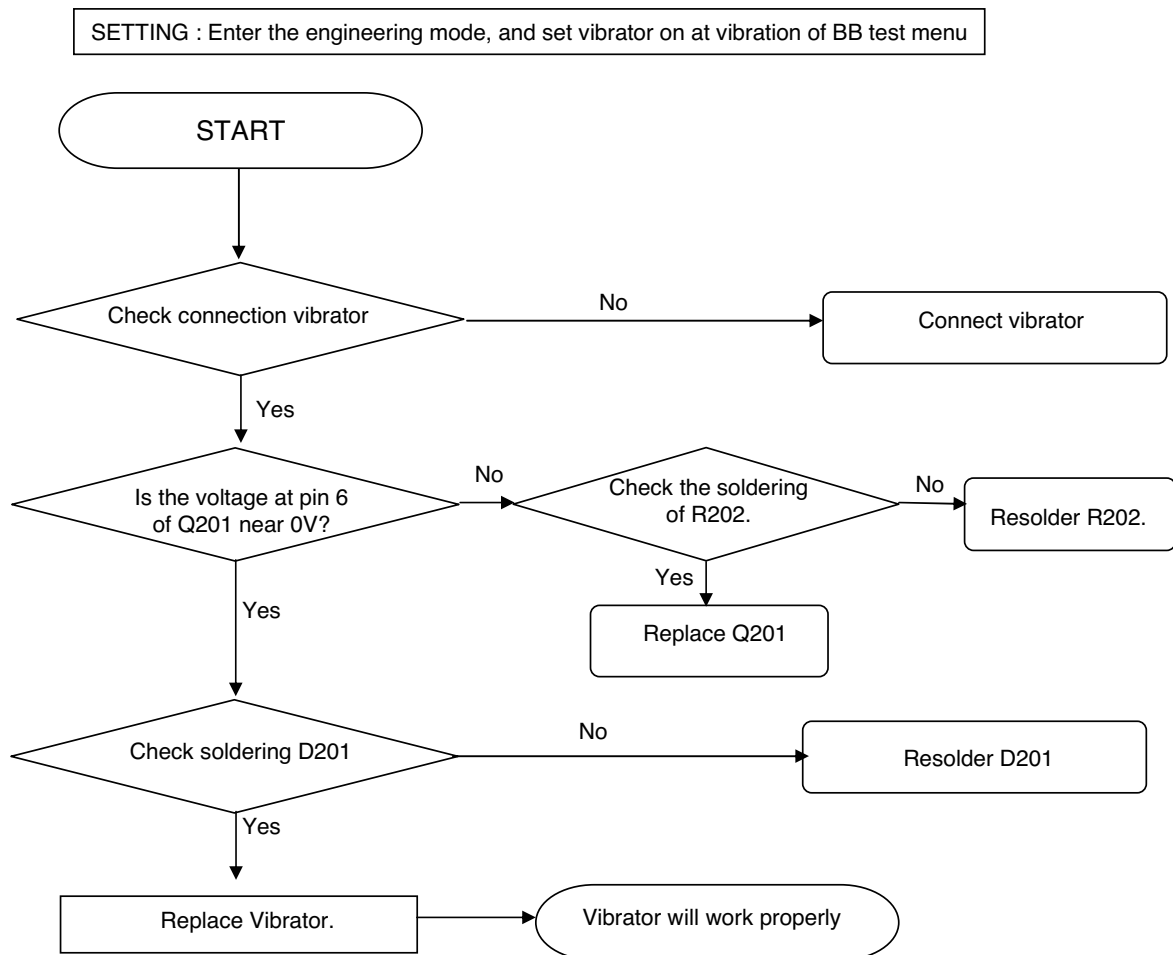 SETTING : Enter the engineering mode, and set vibrator on at vibration of BB test menu
START
Check connection vibrator
No
Connect vibrator
Yes
Is the voltage at pin 6
of Q201 near 0V?
No
Check the soldering
of R202.
No
Resolder R202.
Yes
Replace Q201
Yes
Check soldering D201
No
Resolder D201
Yes
Replace Vibrator.
Vibrator will work properly